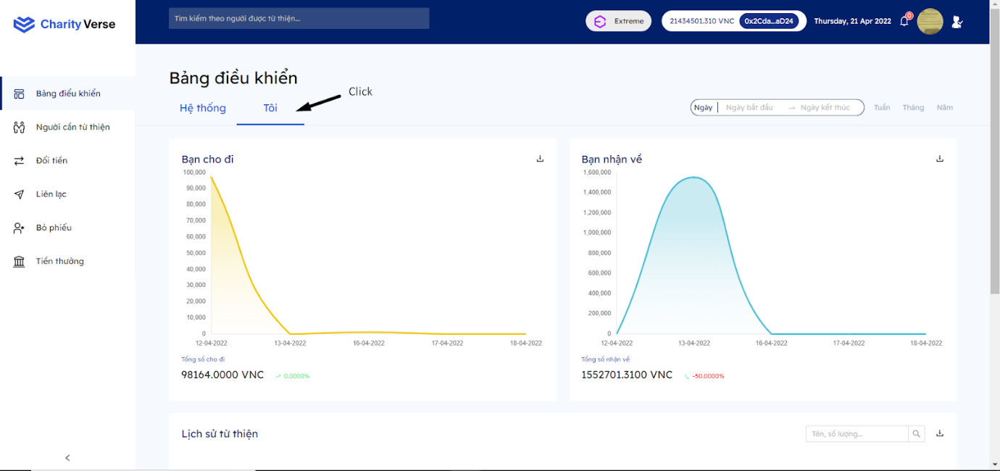 Charity Verse
Tìm kiếm theo người được từ thiện...
Extreme
21434501.310 VNC 0x2Cda...aD24
Thursday, 21 Apr 2022
0
Bảng điều khiển
Người cần từ thiện
Đổi tiền
Liên lạc
Bỏ phiếu
Tiền thưởng
Bảng điều khiển
Hệ thống Tôi
Click
Ngày Ngày bắt đầu → Ngày kết thúc Tuần Tháng Năm
Bạn cho đi
100,000
90,000
80,000
70,000
60,000
50,000
40,000
30,000
20,000
10,000
0
12-04-2022 13-04-2022 16-04-2022 17-04-2022 18-04-2022
Tổng số cho đi
98164.0000 VNC 0.0000%
Bạn nhận về
1,600,000
1,400,000
1,200,000
1,000,000
800,000
600,000
400,000
200,000
0
12-04-2022 13-04-2022 16-04-2022 17-04-2022 18-04-2022
Tổng số nhận về
1552701.3100 VNC -50.0000%
Lịch sử từ thiện
Tên, số lượng...